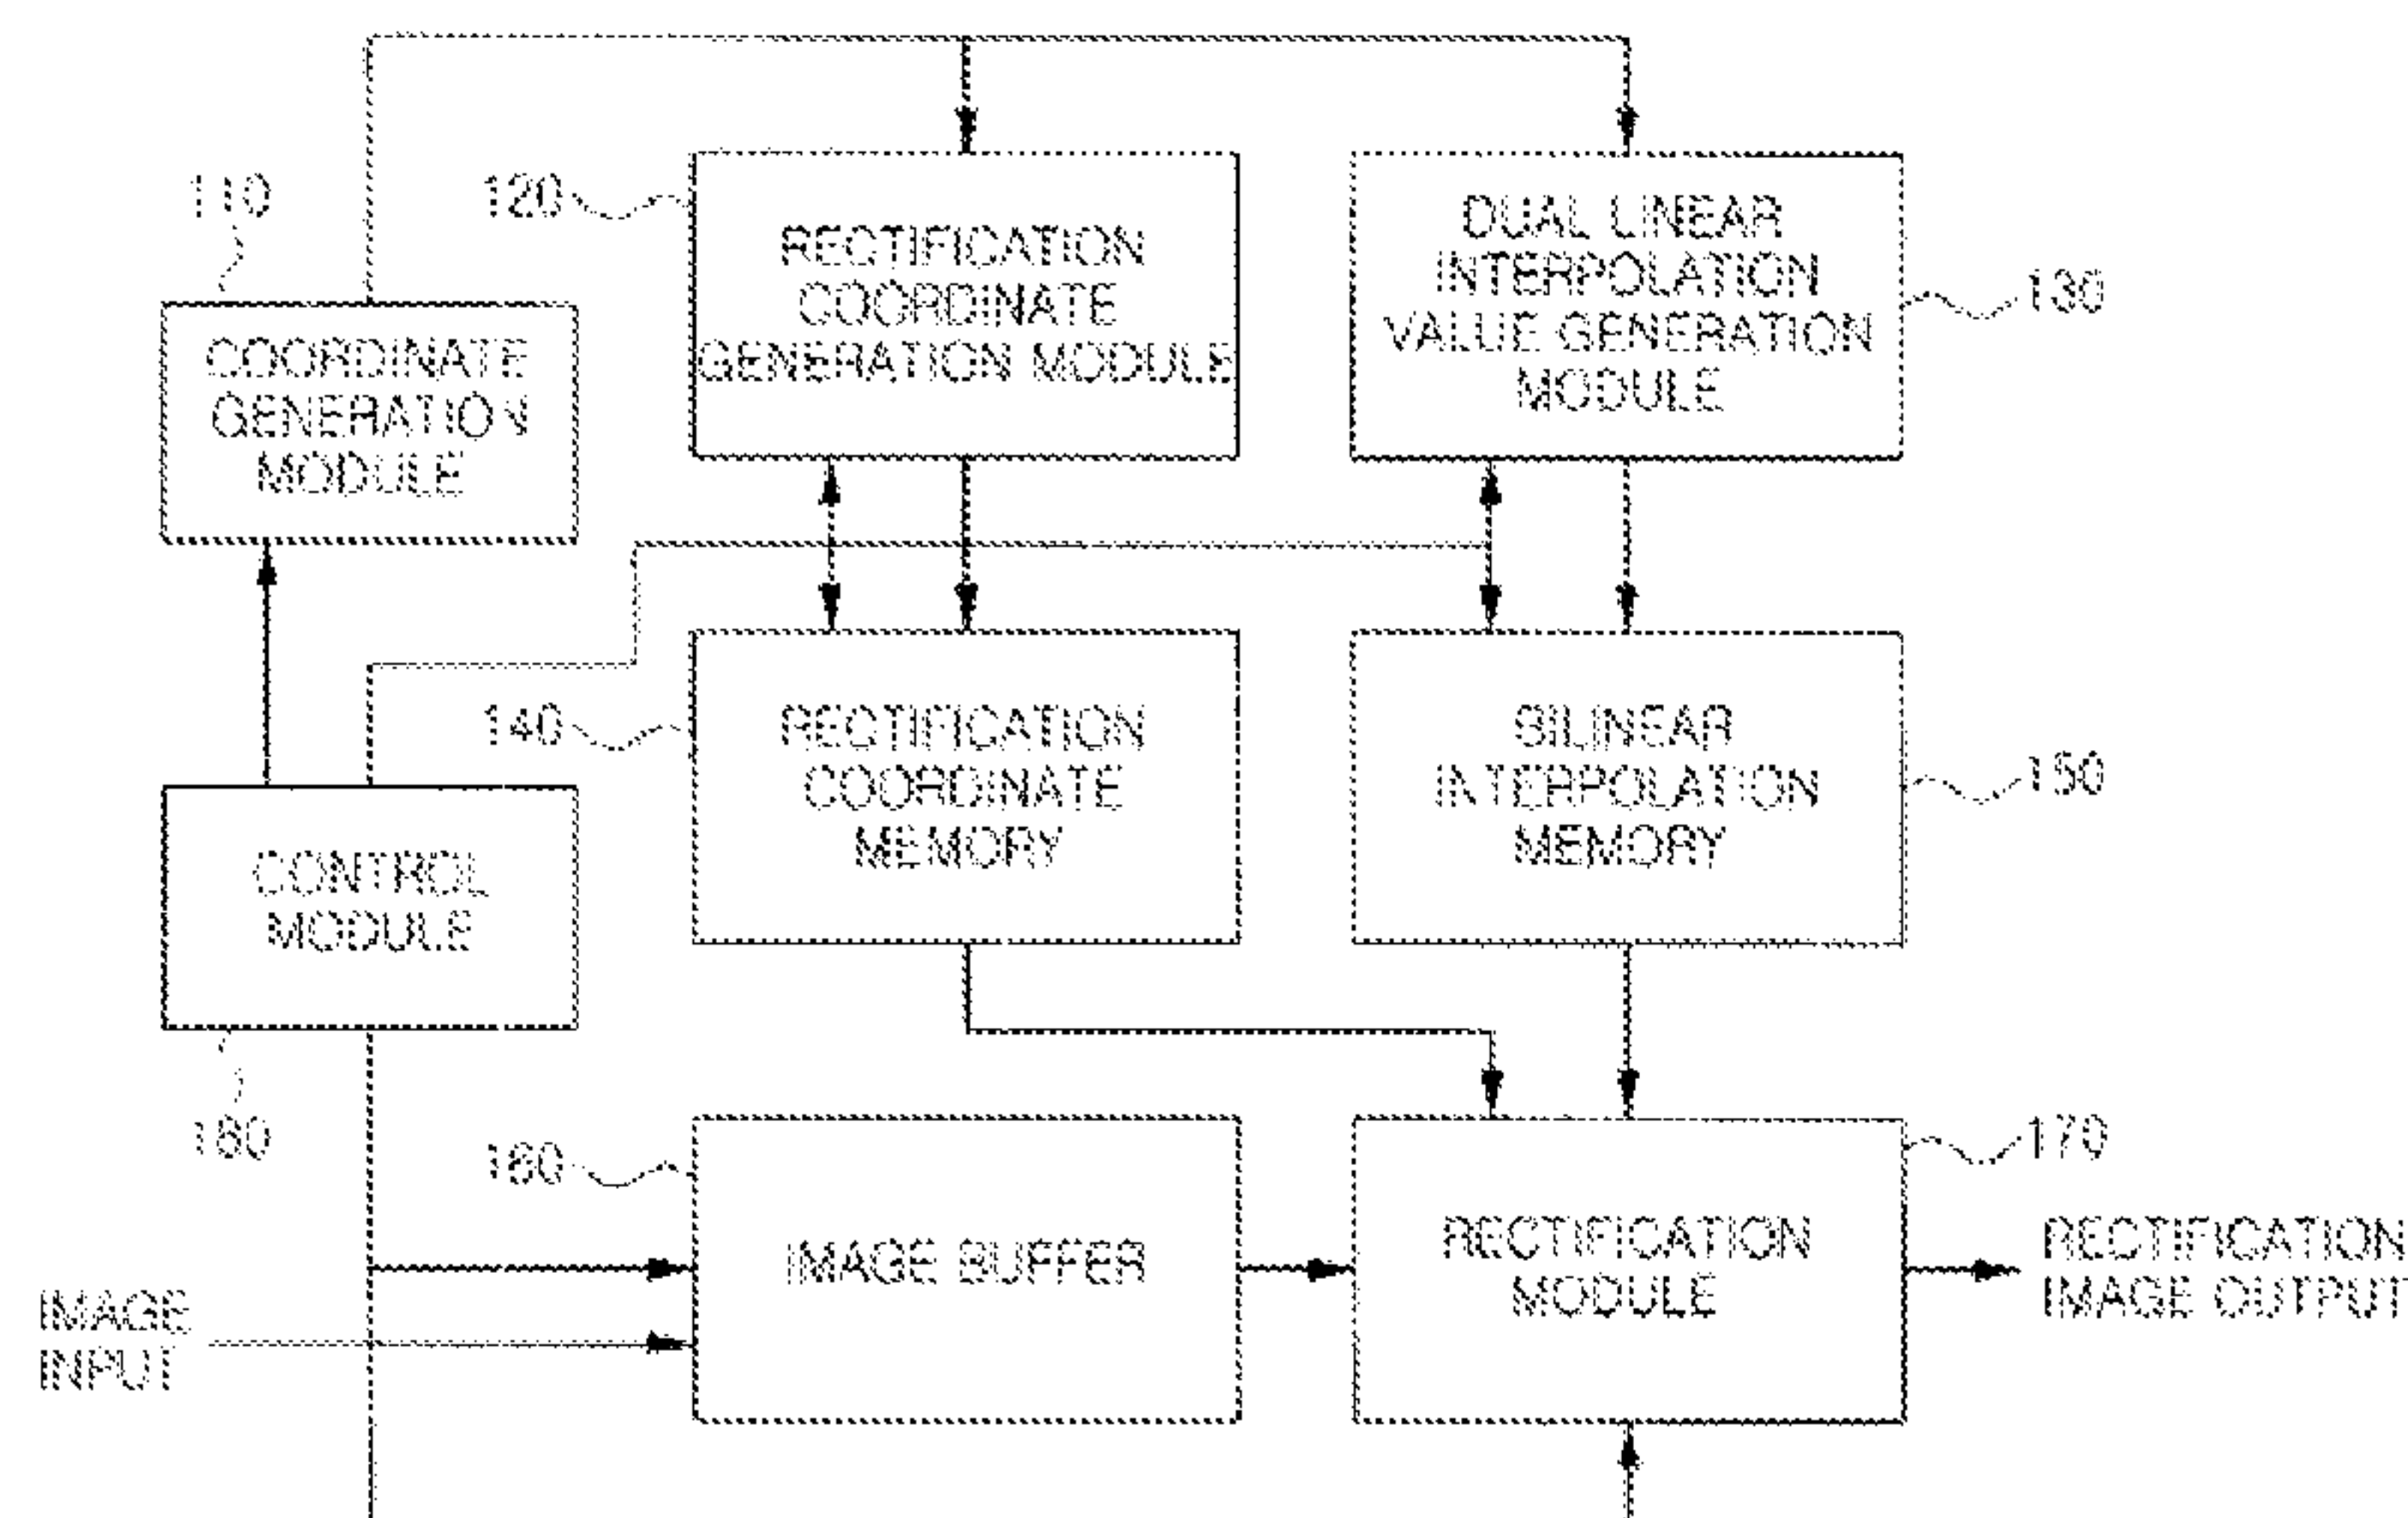 110
120
RECTIFICATION
COORDINATE
GENERATION MODULE
DUAL LINEAR
INTERPOLATION
VALUE GENERATION
MODULE
130
COORDINATE
GENERATION
MODULE
140
RECTIFICATION
COORDINATE
MEMORY
BILINEAR
INTERPOLATION
MEMORY
150
CONTROL
MODULE
160
IMAGE BUFFER
RECTIFICATION
MODULE
170
IMAGE
INPUT
RECTIFICATION
IMAGE OUTPUT